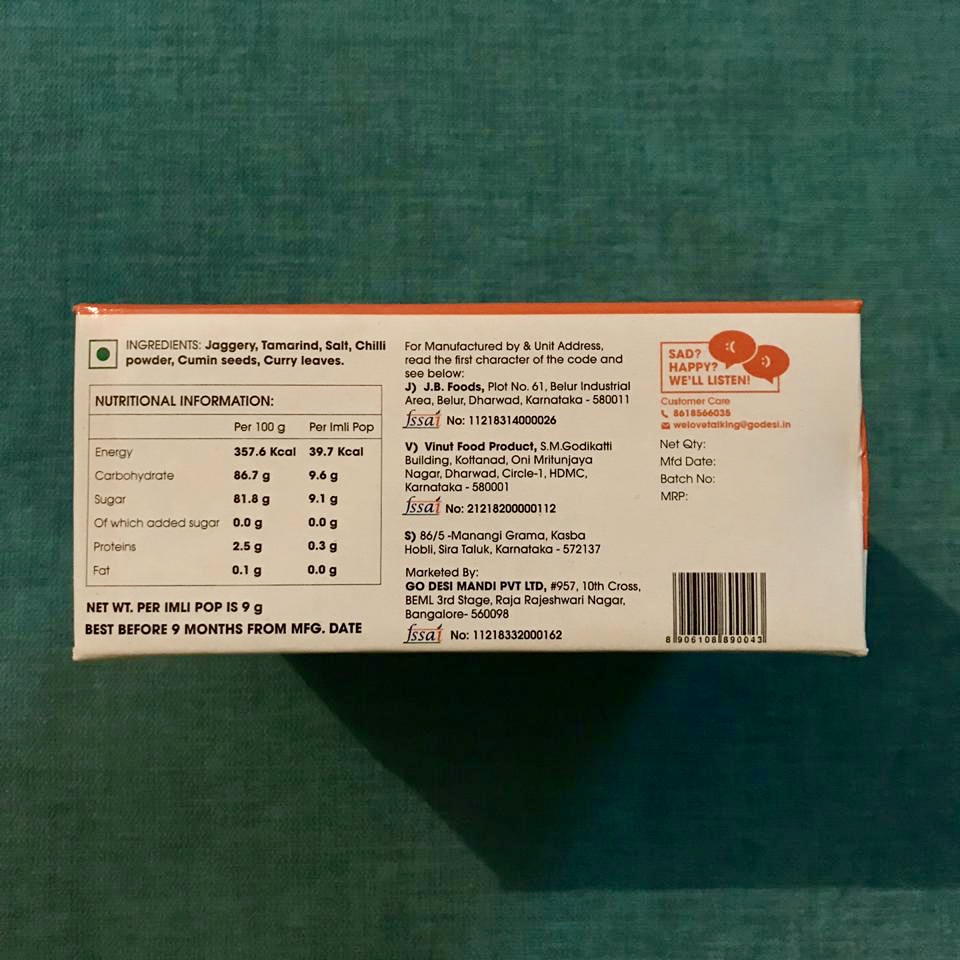 INGREDIENTS: Jaggery, Tamarind, Salt, Chilli
powder, Cumin seeds, Curry leaves.
NUTRITIONAL INFORMATION:
Per 100 g Per Imli Pop
Energy 357.6 Kcal 39.7 Kcal
Carbohydrate 86.7 g 9.6 g
Sugar 81.8 g 9.1 g
Of which added sugar 0.0 g 0.0 g
Proteins 2.5 g 0.3 g
Fat 0.1 g 0.0 g
NET WT. PER IMLI POP IS 9 g
BEST BEFORE 9 MONTHS FROM MFG. DATE
For Manufactured by & Unit Address,
read the first character of the code and
see below:
J) J.B. Foods, Plot No. 61, Belur Industrial
Area, Belur, Dharwad, Karnataka - 580011
fssai No: 11218314000026
V) Vinut Food Product, S.M.Godikatti
Building, Kottanad, Oni Mritunjaya
Nagar, Dharwad, Circle-1, HDMC,
Karnataka - 580001
fssai No: 21218200000112
S) 86/5 -Manangi Grama, Kasba
Hobli, Sira Taluk, Karnataka - 572137
Marketed By:
GO DESI MANDI PVT LTD, #957, 10th Cross,
BEML 3rd Stage, Raja Rajeshwari Nagar,
Bangalore- 560098
fssai No: 11218332000162
SAD? :(
HAPPY? :)
WE'LL LISTEN!
Customer Care
8618566035
welovetalking@godesi.in
Net Qty:
Mfd Date:
Batch No:
MRP:
8 906108 890043